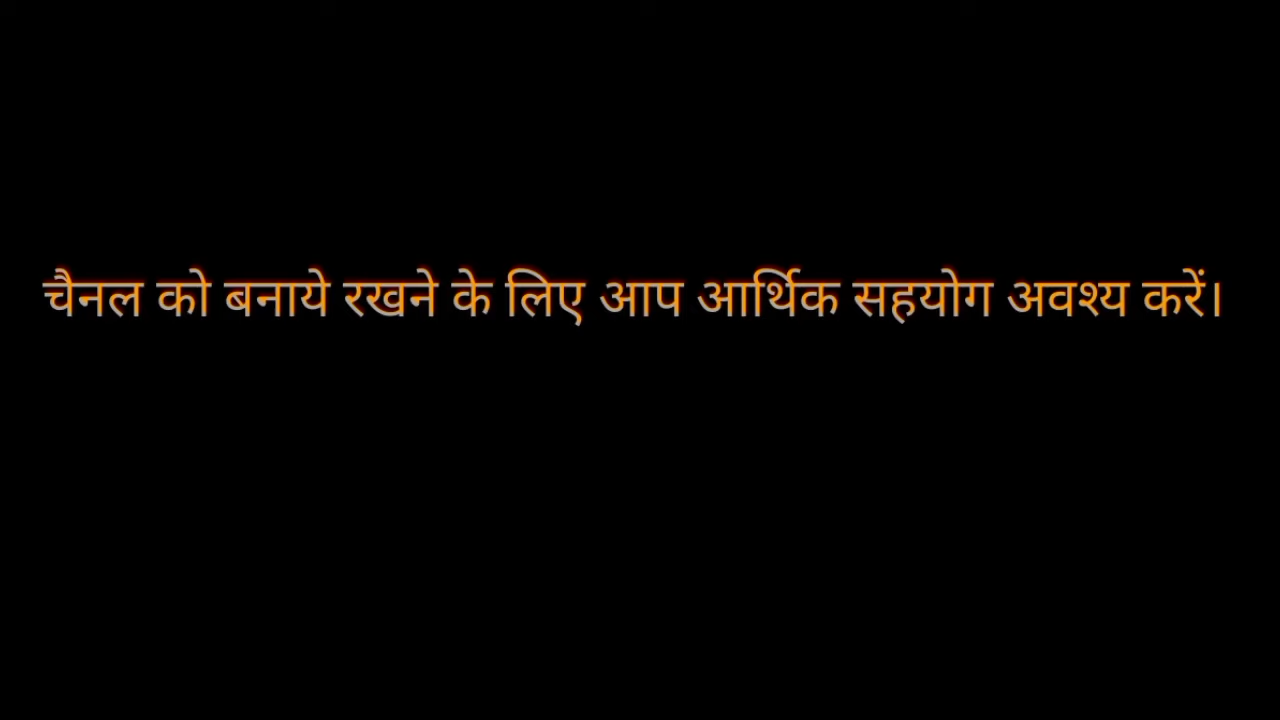 चैनल को बनाये रखने के लिए आप आर्थिक सहयोग अवश्य करें।